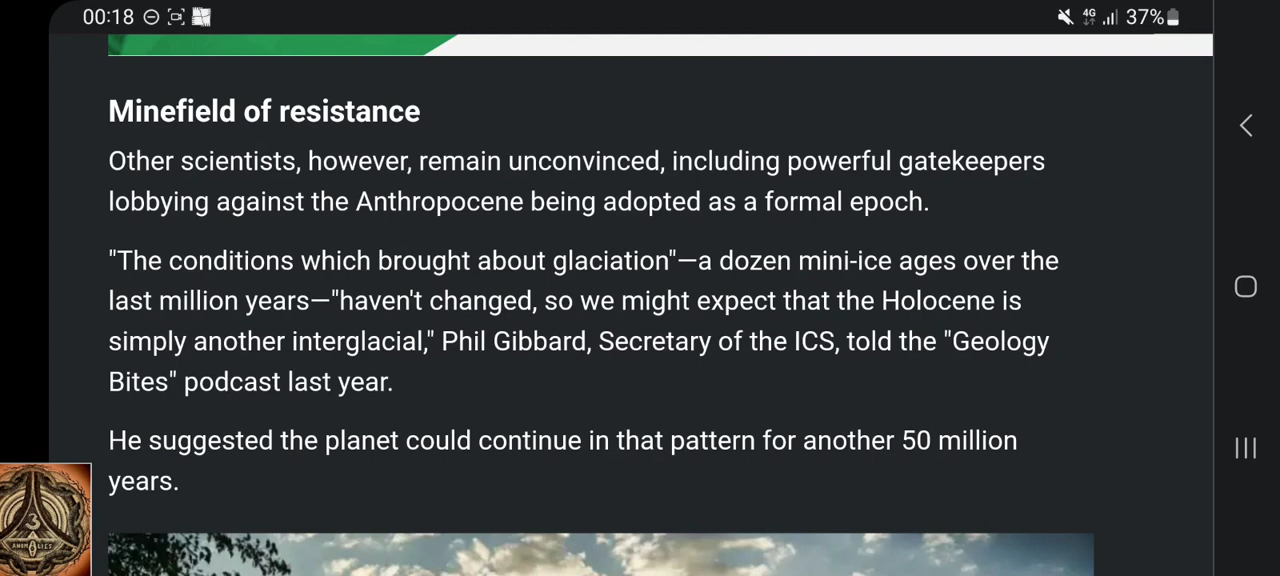 00:18
4G
37%
Minefield of resistance
Other scientists, however, remain unconvinced, including powerful gatekeepers
lobbying against the Anthropocene being adopted as a formal epoch.
"The conditions which brought about glaciation"—a dozen mini-ice ages over the
last million years—"haven't changed, so we might expect that the Holocene is
simply another interglacial," Phil Gibbard, Secretary of the ICS, told the "Geology
Bites" podcast last year.
He suggested the planet could continue in that pattern for another 50 million
years.
3